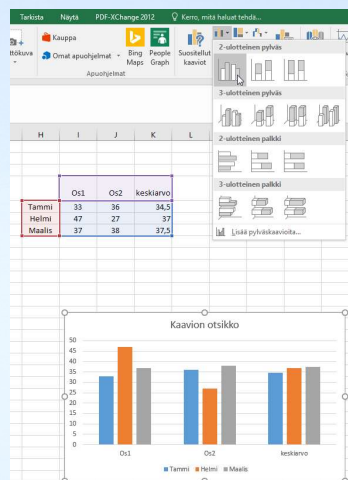 Tarkista Näytä PDF-XChange 2012 Kerro, mitä haluat tehdä...
Kauppa
Omat apuohjelmat
Bing Maps
People Graph
Suositellut kaaviot
Apuohjelmat
2-ulotteinen pylväs
3-ulotteinen pylväs
2-ulotteinen palkki
3-ulotteinen palkki
Lisää pylväskaavioita...
H I J K L
Os1 Os2 keskiarvo
Tammi 33 36 34,5
Helmi 47 27 37
Maalis 37 38 37,5
Kaavion otsikko
50
45
40
35
30
25
20
15
10
5
0
Os1 Os2 keskiarvo
Tammi Helmi Maalis